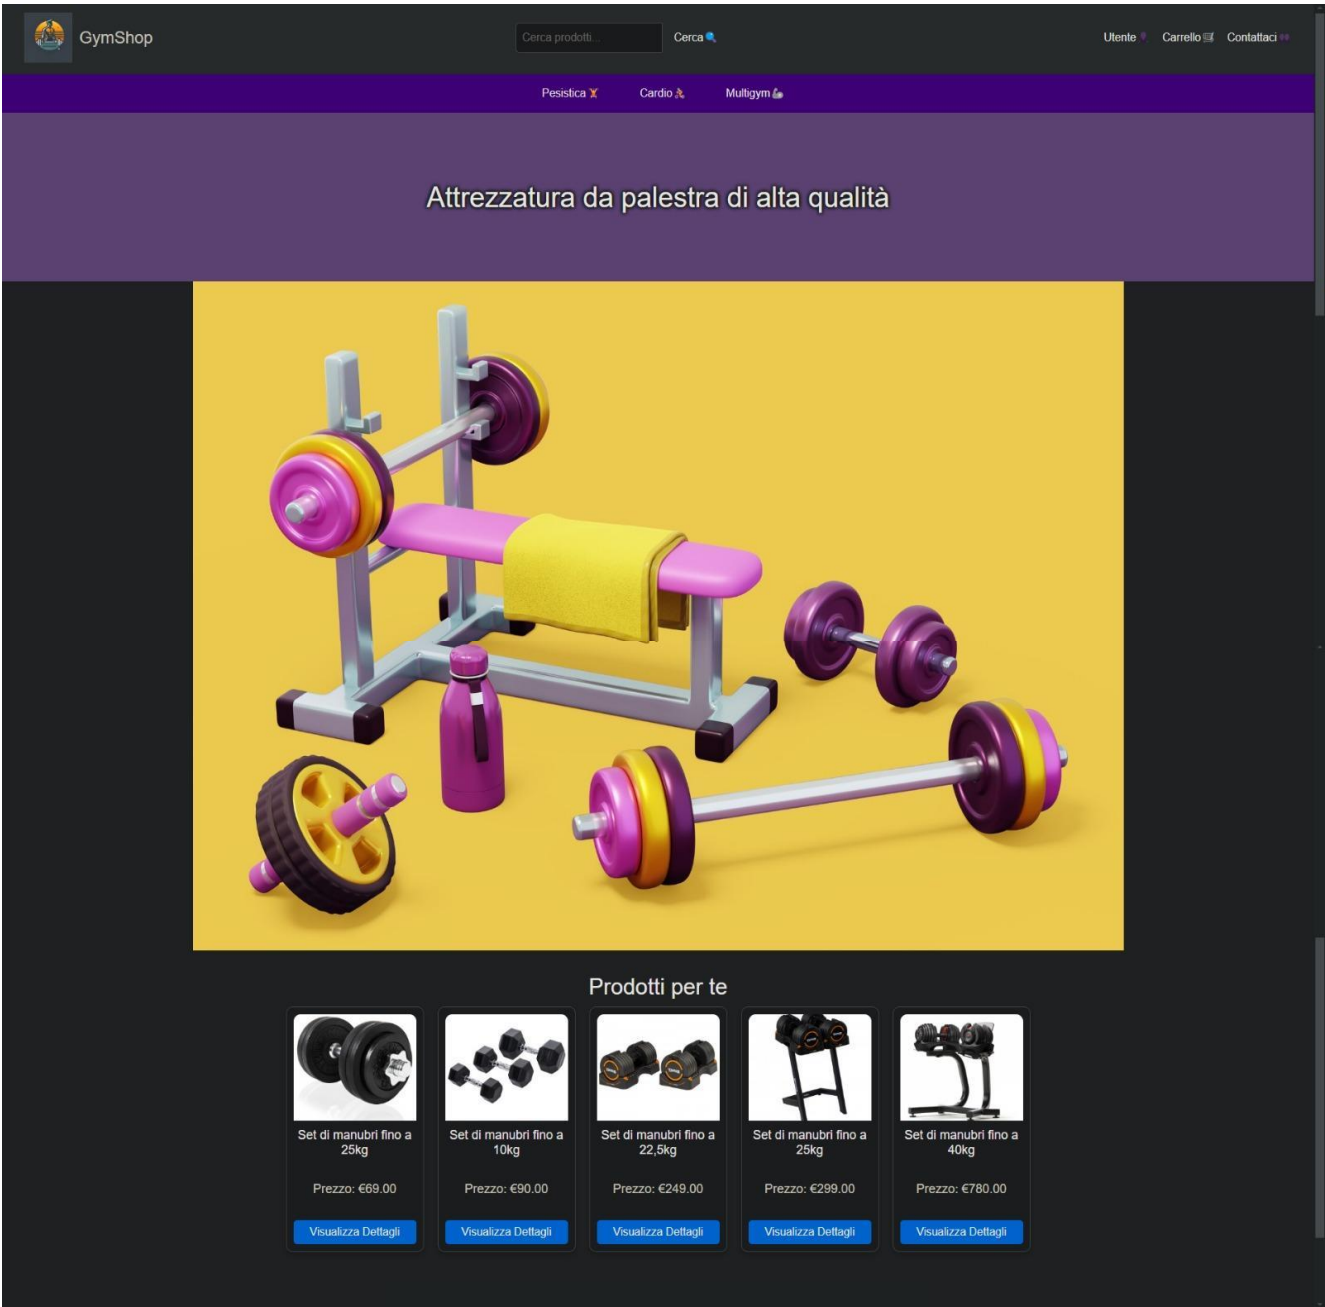 GymShop
Cerca prodotti...
Cerca
Utente
Carrello
Contattaci
Pesistica
Cardio
Multigym
Attrezzatura da palestra di alta qualità
Prodotti per te
Set di manubri fino a
25kg
Prezzo: €69.00
Visualizza Dettagli
Set di manubri fino a
10kg
Prezzo: €90.00
Visualizza Dettagli
Set di manubri fino a
22,5kg
Prezzo: €249.00
Visualizza Dettagli
Set di manubri fino a
25kg
Prezzo: €299.00
Visualizza Dettagli
Set di manubri fino a
40kg
Prezzo: €780.00
Visualizza Dettagli